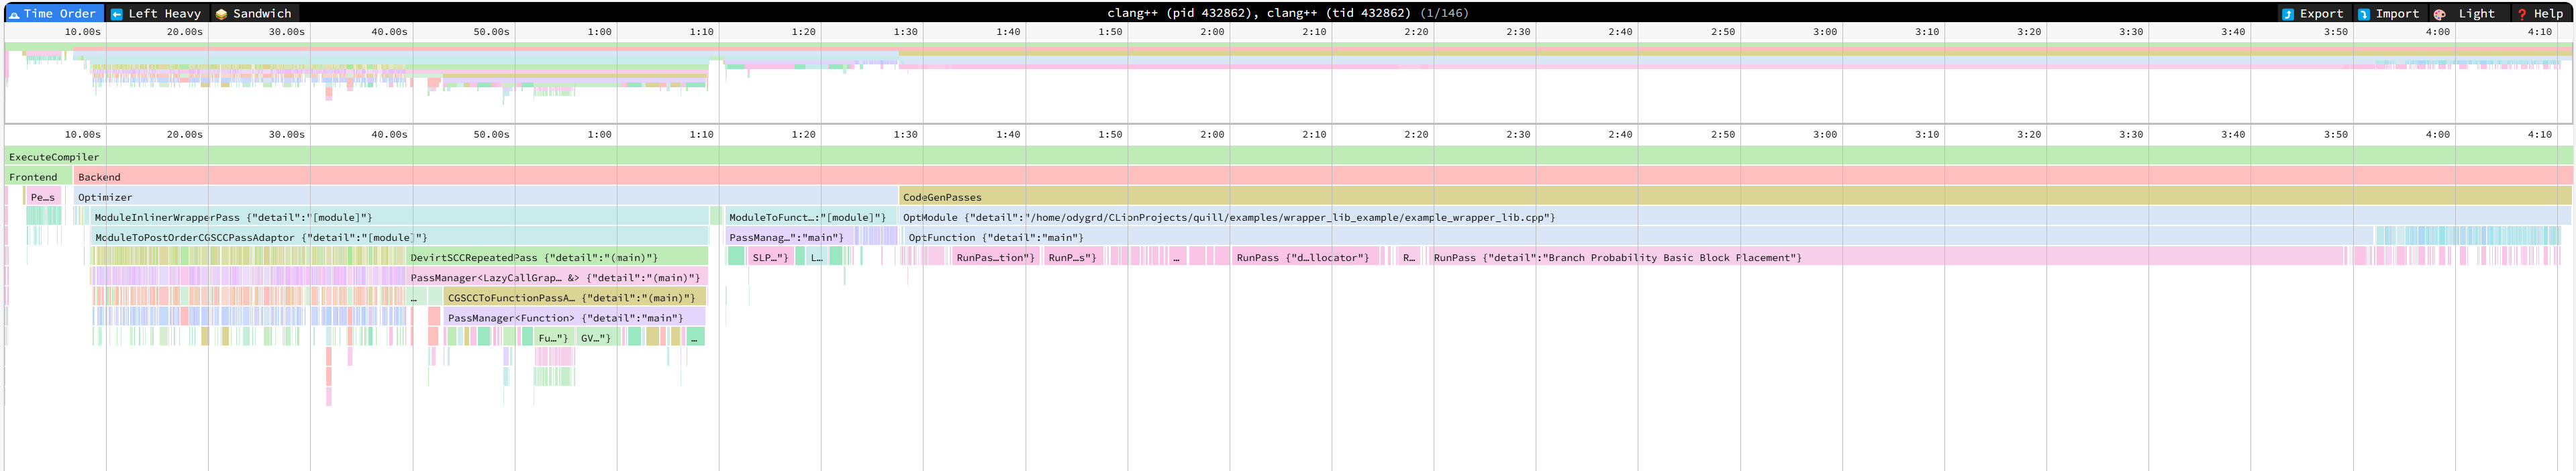 Time Order Left Heavy Sandwich clang++ (pid 432862), clang++ (tid 432862) (1/146) Export Import Light Help
10.00s 20.00s 30.00s 40.00s 50.00s 1:00 1:10 1:20 1:30 1:40 1:50 2:00 2:10 2:20 2:30 2:40 2:50 3:00 3:10 3:20 3:30 3:40 3:50 4:00 4:10
10.00s 20.00s 30.00s 40.00s 50.00s 1:00 1:10 1:20 1:30 1:40 1:50 2:00 2:10 2:20 2:30 2:40 2:50 3:00 3:10 3:20 3:30 3:40 3:50 4:00 4:10
ExecuteCompiler
Frontend Backend
Pe…s Optimizer CodeGenPasses
ModuleInlinerWrapperPass {"detail":"[module]"} ModuleToFunct…:"[module]"} OptModule {"detail":"/home/odygrd/CLionProjects/quill/examples/wrapper_lib_example/example_wrapper_lib.cpp"}
ModuleToPostOrderCGSCCPassAdaptor {"detail":"[module]"} PassManag…":"main"} OptFunction {"detail":"main"}
DevirtSCCRepeatedPass {"detail":"(main)"} SLP…"} L… RunPas…tion"} RunP…s"} … RunPass {"d…llocator"} R… RunPass {"detail":"Branch Probability Basic Block Placement"}
PassManager<LazyCallGrap… &> {"detail":"(main)"}
… CGSCCToFunctionPassA… {"detail":"(main)"}
PassManager<Function> {"detail":"main"}
Fu…"} GV…"} …